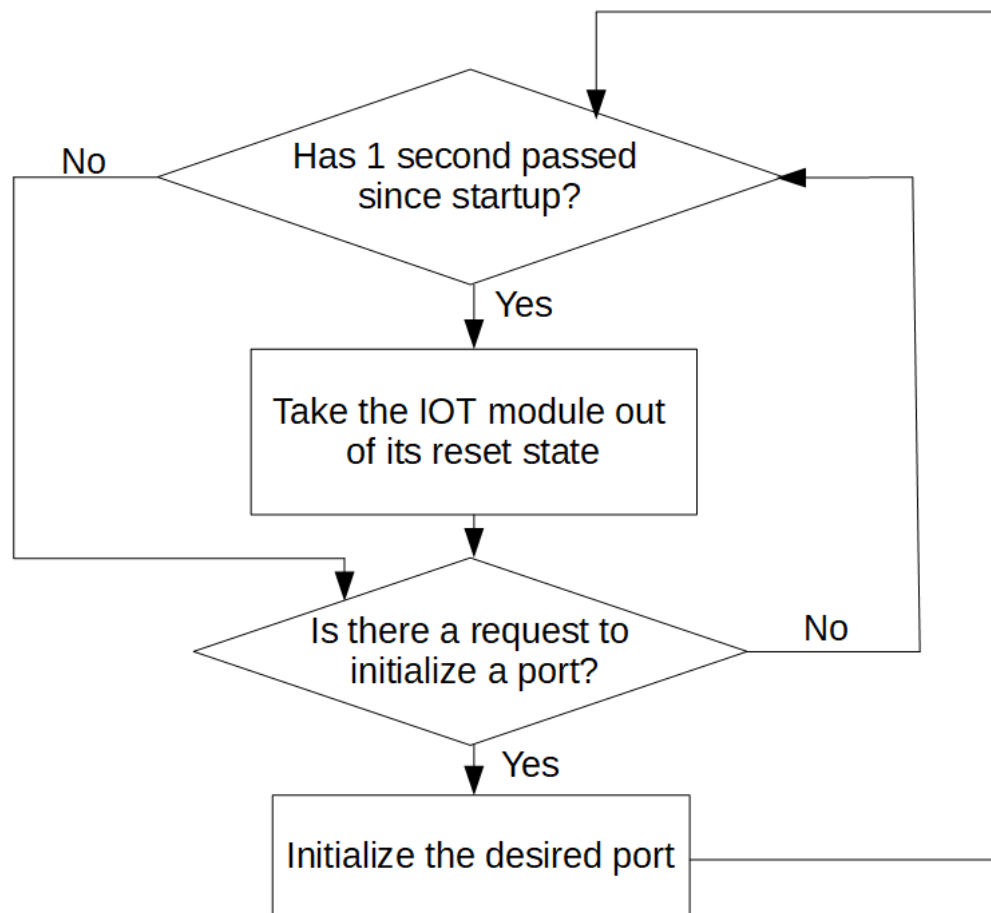 No
Has 1 second passed
since startup?
Yes
Take the IOT module out
of its reset state
Is there a request to
initialize a port?
No
Yes
Initialize the desired port